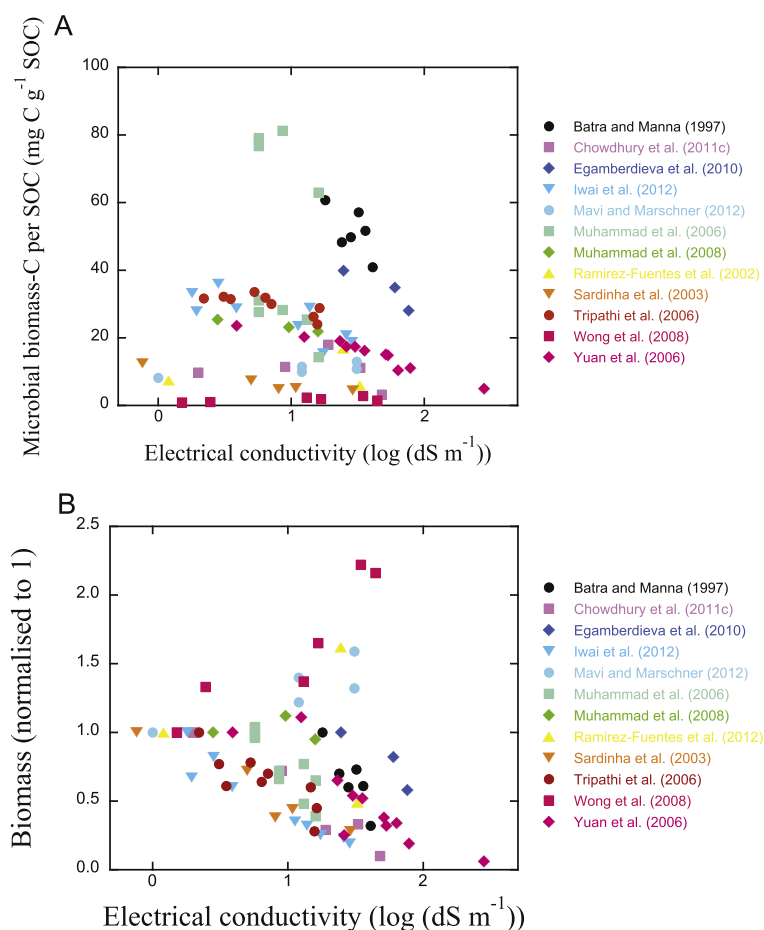 A
Microbial biomass-C per SOC (mg C g⁻¹ SOC)
100
80
60
40
20
0
0 1 2
Electrical conductivity (log (dS m⁻¹))
Batra and Manna (1997)
Chowdhury et al. (2011c)
Egamberdieva et al. (2010)
Iwai et al. (2012)
Mavi and Marschner (2012)
Muhammad et al. (2006)
Muhammad et al. (2008)
Ramirez-Fuentes et al. (2002)
Sardinha et al. (2003)
Tripathi et al. (2006)
Wong et al. (2008)
Yuan et al. (2006)
B
Biomass (normalised to 1)
2.5
2.0
1.5
1.0
0.5
0.0
0 1 2
Electrical conductivity (log (dS m⁻¹))
Batra and Manna (1997)
Chowdhury et al. (2011c)
Egamberdieva et al. (2010)
Iwai et al. (2012)
Mavi and Marschner (2012)
Muhammad et al. (2006)
Muhammad et al. (2008)
Ramirez-Fuentes et al. (2012)
Sardinha et al. (2003)
Tripathi et al. (2006)
Wong et al. (2008)
Yuan et al. (2006)